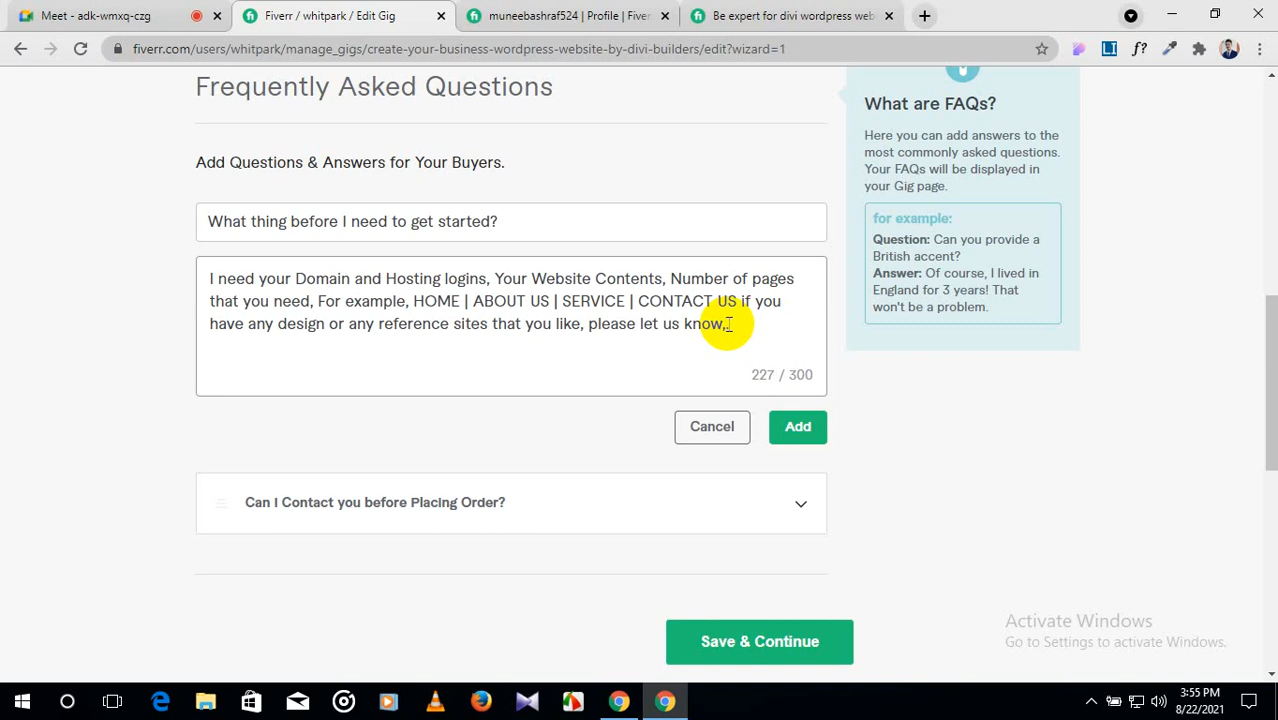 Meet - adk-wmxq-czg
Fiverr / whitpark / Edit Gig
muneebashraf524 | Profile | Fiver
Be expert for divi wordpress web
fiverr.com/users/whitpark/manage_gigs/create-your-business-wordpress-website-by-divi-builders/edit?wizard=1
Frequently Asked Questions
Add Questions & Answers for Your Buyers.
What thing before I need to get started?
I need your Domain and Hosting logins, Your Website Contents, Number of pages
that you need, For example, HOME | ABOUT US | SERVICE | CONTACT US if you
have any design or any reference sites that you like, please let us know,.
227 / 300
Cancel
Add
Can I Contact you before Placing Order?
Save & Continue
What are FAQs?
Here you can add answers to the
most commonly asked questions.
Your FAQs will be displayed in
your Gig page.
for example:
Question: Can you provide a
British accent?
Answer: Of course, I lived in
England for 3 years! That
won't be a problem.
Activate Windows
Go to Settings to activate Windows.
3:55 PM
8/22/2021